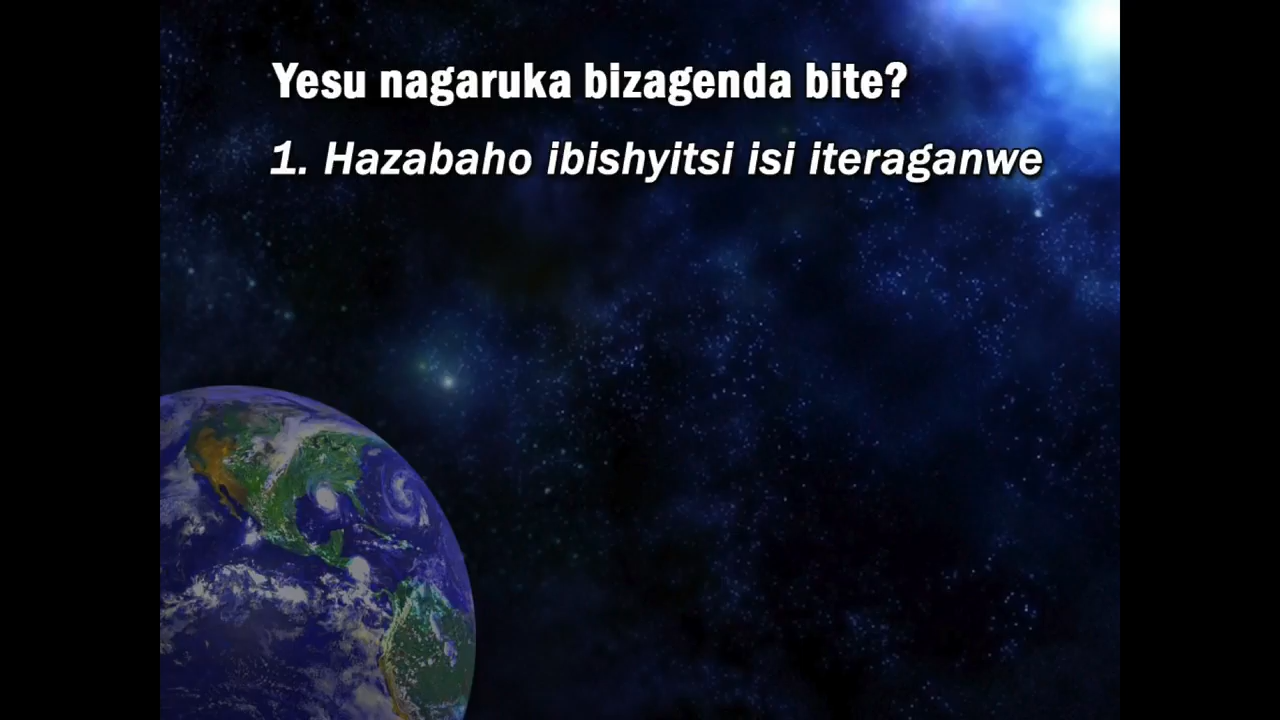 Yesu nagaruka bizagenda bite?
1. Hazabaho ibishyitsi isi iteraganwe